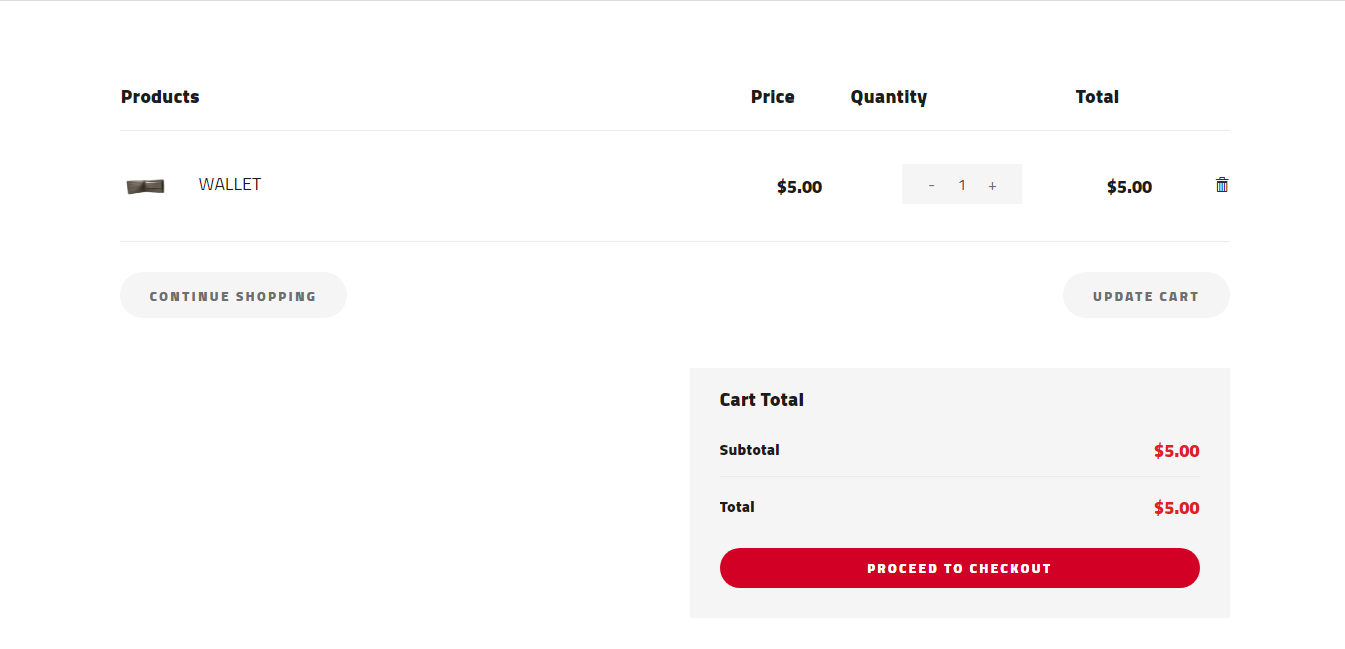 Products Price Quantity Total
WALLET $5.00 - 1 + $5.00
CONTINUE SHOPPING UPDATE CART
Cart Total
Subtotal $5.00
Total $5.00
PROCEED TO CHECKOUT